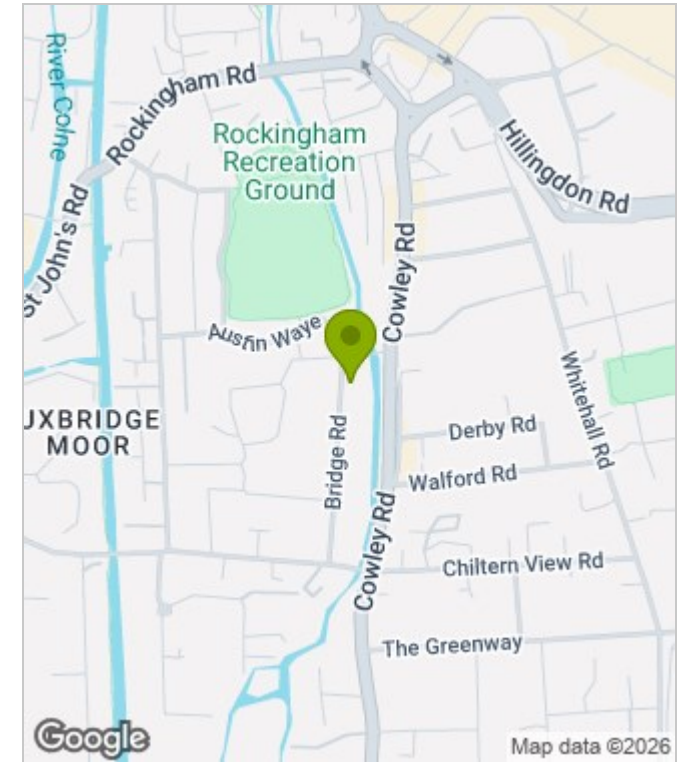 River Colne
Rockingham Rd
Rockingham
Recreation
Ground
Hillingdon Rd
St John's Rd
Cowley Rd
Austin Waye
Whitehall Rd
UXBRIDGE
MOOR
Bridge Rd
Derby Rd
Walford Rd
Cowley Rd
Chiltern View Rd
The Greenway
Google
Map data ©2026